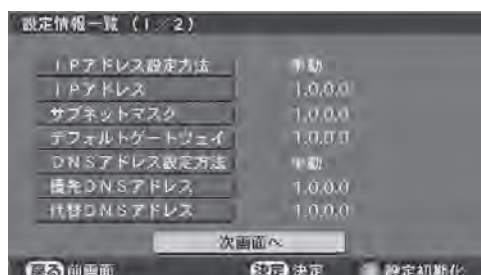 設定情報一覧（1／2）
IPアドレス設定方法 手動
IPアドレス 1.0.0.0
サブネットマスク 1.0.0.0
デフォルトゲートウェイ 1.0.0.0
DNSアドレス設定方法 手動
優先DNSアドレス 1.0.0.0
代替DNSアドレス 1.0.0.0
次画面へ
戻る 前画面 決定 決定 設定初期化